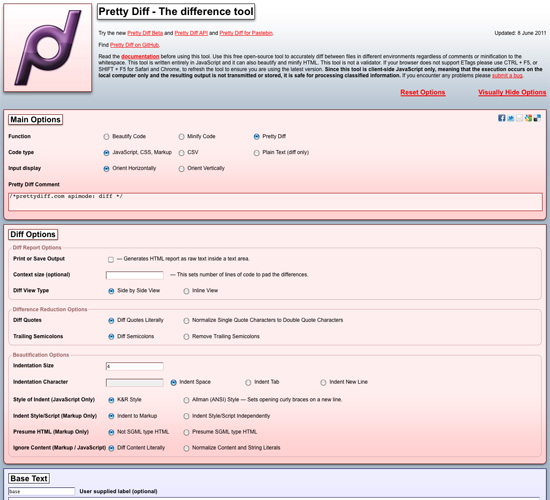 Pretty Diff - The difference tool
Try the new Pretty Diff Beta and Pretty Diff API and Pretty Diff for Pastebin.
Updated: 8 June 2011
Find Pretty Diff on GitHub.
Read the documentation before using this tool. Use this free open-source tool to accurately diff between files in different environments regardless of comments or minification to the
whitespace. This tool is written entirely in JavaScript and it can also beautify and minify HTML. This tool is not a validator. If your browser does not support ETags please use CTRL + F5, or
SHIFT + F5 for Safari and Chrome, to refresh the tool to ensure you are using the latest version. Since this tool is client-side JavaScript only, meaning that the execution occurs on the
local computer only and the resulting output is not transmitted or stored, it is safe for processing classified information. If you encounter any problems please submit a bug.
Reset Options Visually Hide Options
Main Options
Function Beautify Code Minify Code Pretty Diff
Code type JavaScript, CSS, Markup CSV Plain Text (diff only)
Input display Orient Horizontally Orient Vertically
Pretty Diff Comment
/*prettydiff.com apimode: diff */
Diff Options
Diff Report Options
Print or Save Output — Generates HTML report as raw text inside a text area.
Context size (optional) — This sets number of lines of code to pad the differences.
Diff View Type Side by Side View Inline View
Difference Reduction Options
Diff Quotes Diff Quotes Literally Normalize Single Quote Characters to Double Quote Characters
Trailing Semicolons Diff Semicolons Remove Trailing Semicolons
Beautification Options
Indentation Size 4
Indentation Character Indent Space Indent Tab Indent New Line
Style of Indent (JavaScript Only) K&R Style Allman (ANSI) Style — Sets opening curly braces on a new line.
Indent Style/Script (Markup Only) Indent to Markup Indent Style/Script Independently
Presume HTML (Markup Only) Not SGML type HTML Presume SGML type HTML
Ignore Content (Markup / JavaScript) Diff Content Literally Normalize Content and String Literals
Base Text
Base User supplied label (optional)